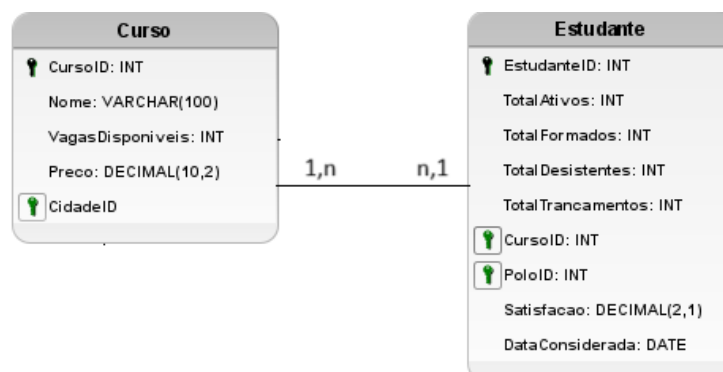 Curso
CursoID: INT
Nome: VARCHAR(100)
VagasDisponiveis: INT
Preco: DECIMAL(10,2)
CidadeID
1,n
n,1
Estudante
EstudanteID: INT
TotalAtivos: INT
TotalFormados: INT
TotalDesistentes: INT
TotalTrancamentos: INT
CursoID: INT
PoloID: INT
Satisfacao: DECIMAL(2,1)
DataConsiderada: DATE